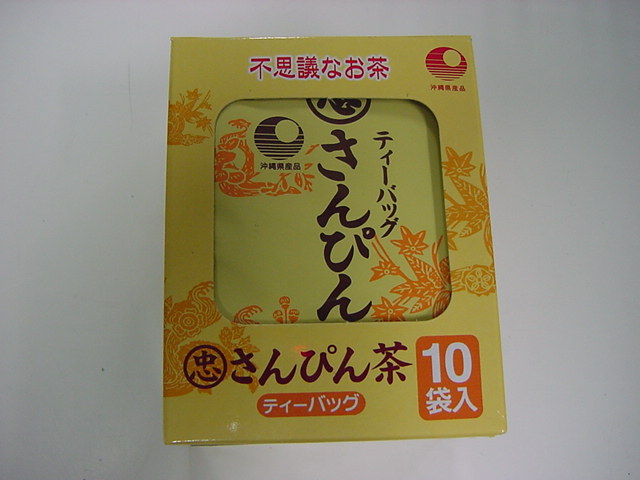 不思議なお茶
沖縄県産品
忠
沖縄県産品
ティーバッグ
さんぴん
忠 さんぴん茶
ティーバッグ
10
袋入